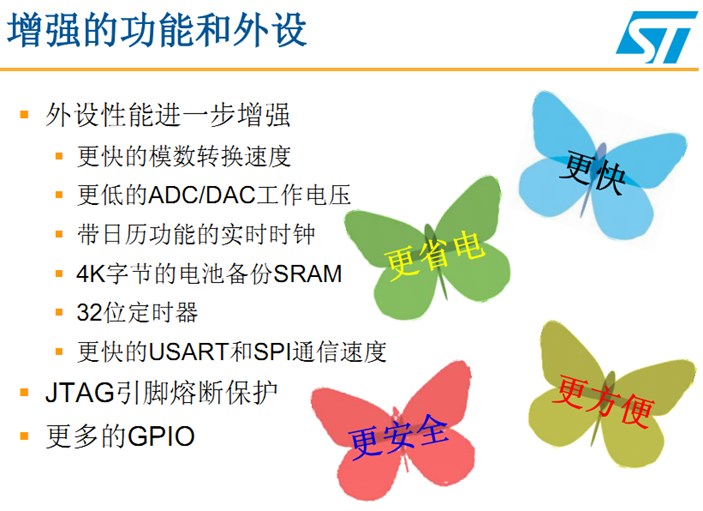 增强的功能和外设
ST
外设性能进一步增强
更快的模数转换速度
更低的ADC/DAC工作电压
带日历功能的实时时钟
4K字节的电池备份SRAM
32位定时器
更快的USART和SPI通信速度
JTAG引脚熔断保护
更多的GPIO
更快
更省电
更方便
更安全